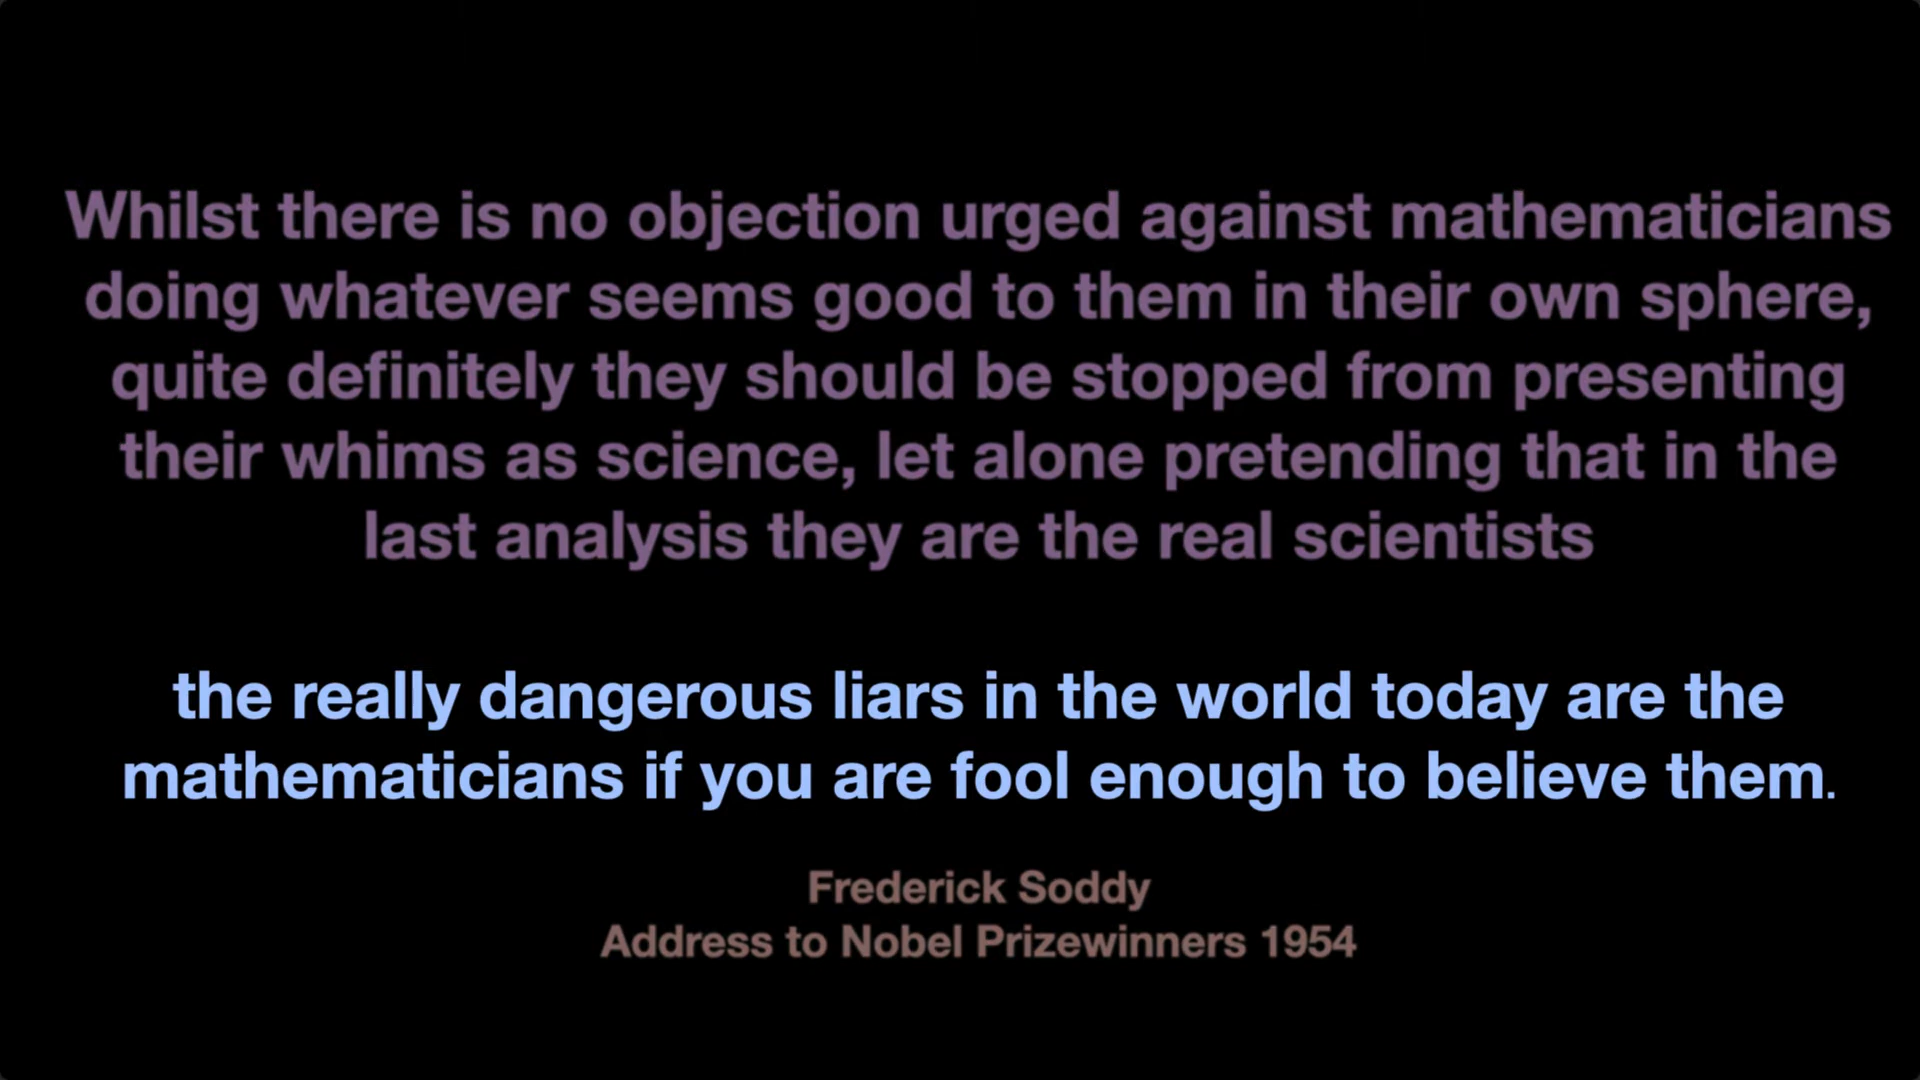 Whilst there is no objection urged against mathematicians
doing whatever seems good to them in their own sphere,
quite definitely they should be stopped from presenting
their whims as science, let alone pretending that in the
last analysis they are the real scientists
the really dangerous liars in the world today are the
mathematicians if you are fool enough to believe them.
Frederick Soddy
Address to Nobel Prizewinners 1954